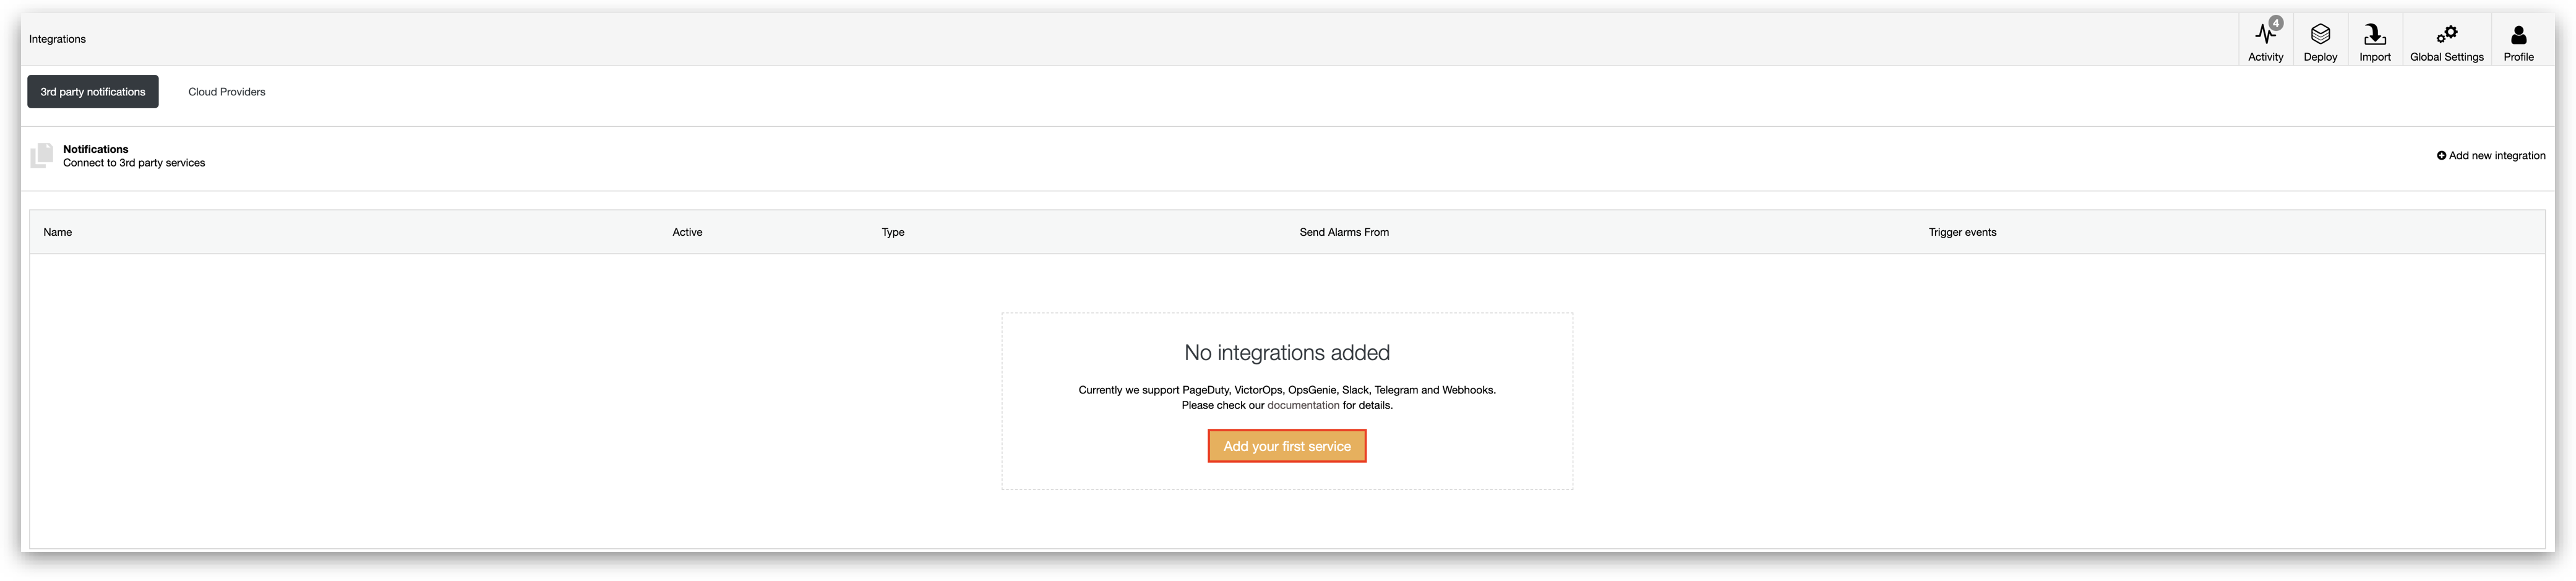 Integrations
4
Activity
Deploy
Import
Global Settings
Profile
3rd party notifications
Cloud Providers
Notifications
Connect to 3rd party services
Add new integration
Name
Active
Type
Send Alarms From
Trigger events
No integrations added
Currently we support PageDuty, VictorOps, OpsGenie, Slack, Telegram and Webhooks.
Please check our documentation for details.
Add your first service